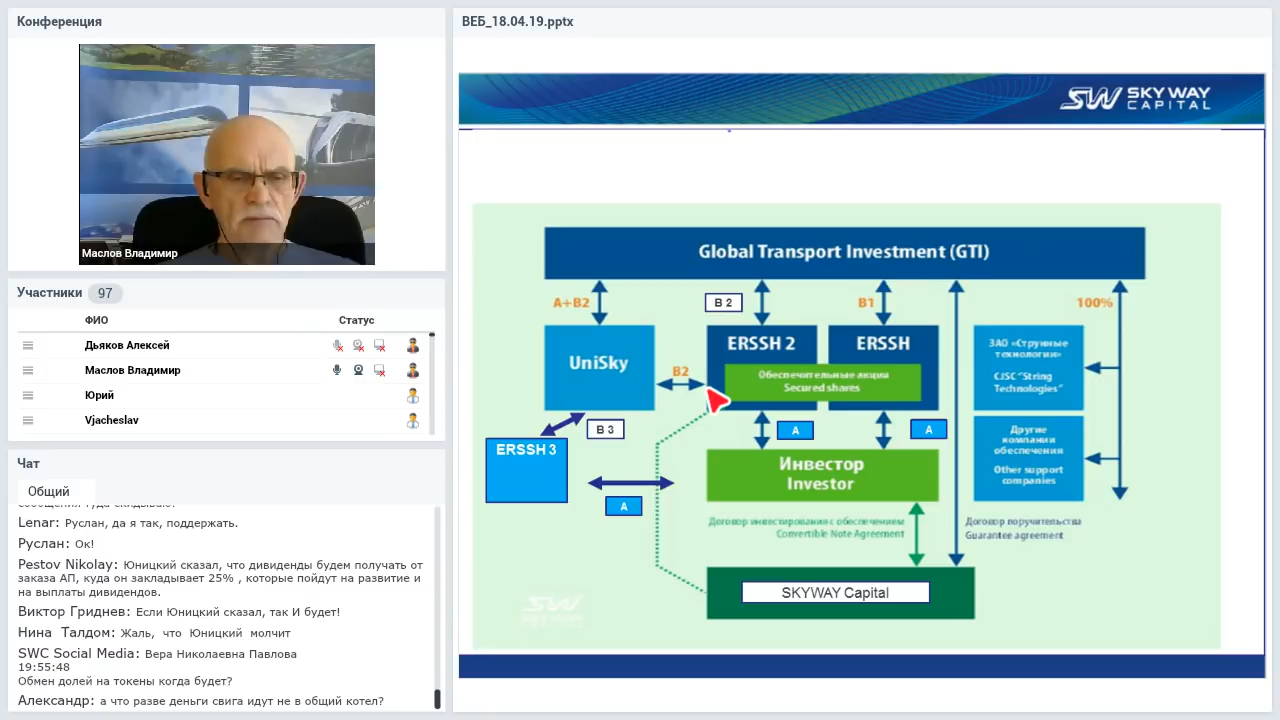 Конференция
Маслов Владимир
Участники 97
ФИО Статус
Дьяков Алексей
Маслов Владимир
Юрий
Vjacheslav
Чат
Общий
Lenar: Руслан, да я так, поддержать.
Руслан: Ок!
Pestov Nikolay: Юницкий сказал, что дивиденды будем получать от
заказа АП, куда он закладывает 25% , которые пойдут на развитие и
на выплаты дивидендов.
Виктор Гриднев: Если Юницкий сказал, так И будет!
Нина Талдом: Жаль, что Юницкий молчит
SWC Social Media: Вера Николаевна Павлова
19:55:48
Обмен долей на токены когда будет?
Александр: а что разве деньги свига идут не в общий котел?
ВЕБ_18.04.19.pptx
SW SKY WAY
CAPITAL
Global Transport Investment (GTI)
A+B2
B 2
B1
100%
UniSky
B2
ERSSH 2
ERSSH
Обеспечительные акции
Secured shares
ЗАО «Струнные
технологии»
CJSC "String
Technologies"
B 3
A
A
ERSSH 3
A
Инвестор
Investor
Другие
компании
обеспечения
Other support
companies
Договор инвестирования с обеспечением
Convertible Note Agreement
Договор поручительства
Guarantee agreement
SKYWAY Capital
SW